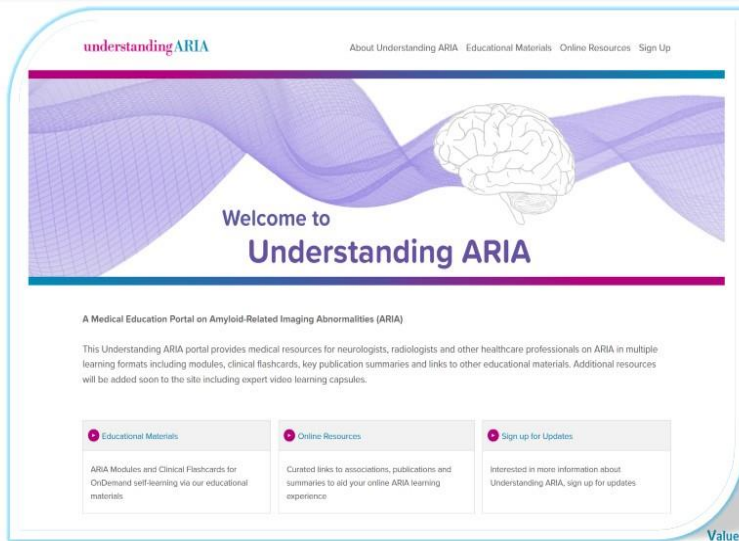 understandingARIA
About Understanding ARIA Educational Materials Online Resources Sign Up
Welcome to
Understanding ARIA
A Medical Education Portal on Amyloid-Related Imaging Abnormalities (ARIA)
This Understanding ARIA portal provides medical resources for neurologists, radiologists and other healthcare professionals on ARIA in multiple
learning formats including modules, clinical flashcards, key publication summaries and links to other educational materials. Additional resources
will be added soon to the site including expert video learning capsules.
Educational Materials
ARIA Modules and Clinical Flashcards for
OnDemand self-learning via our educational
materials
Online Resources
Curated links to associations, publications and
summaries to aid your online ARIA learning
experience
Sign up for Updates
Interested in more information about
Understanding ARIA, sign up for updates
Value